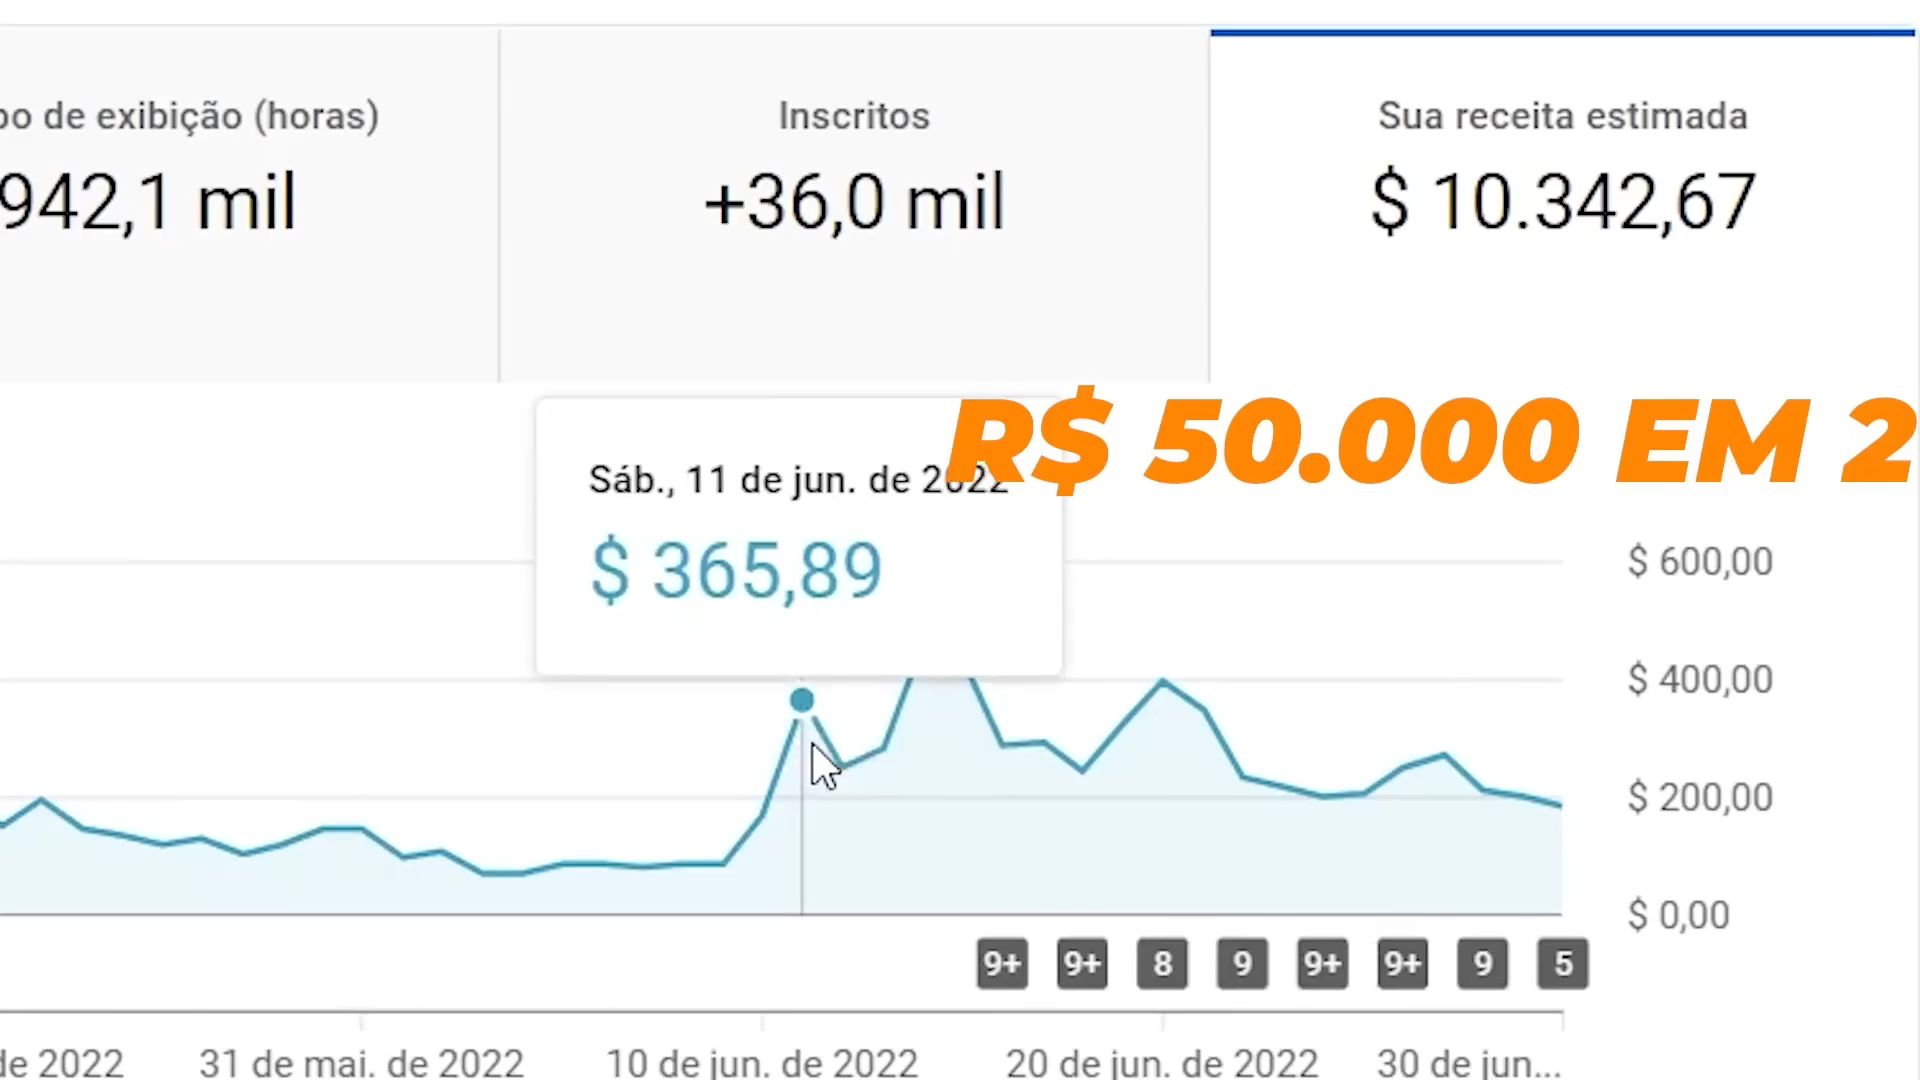 po de exibição (horas)
942,1 mil
Inscritos
+36,0 mil
Sua receita estimada
$ 10.342,67
R$ 50.000 EM 2
Sáb., 11 de jun. de 2022
$ 365,89
$ 600,00
$ 400,00
$ 200,00
$ 0,00
9+ 9+ 8 9 9+ 9+ 9 5
de 2022 31 de mai. de 2022 10 de jun. de 2022 20 de jun. de 2022 30 de jun...